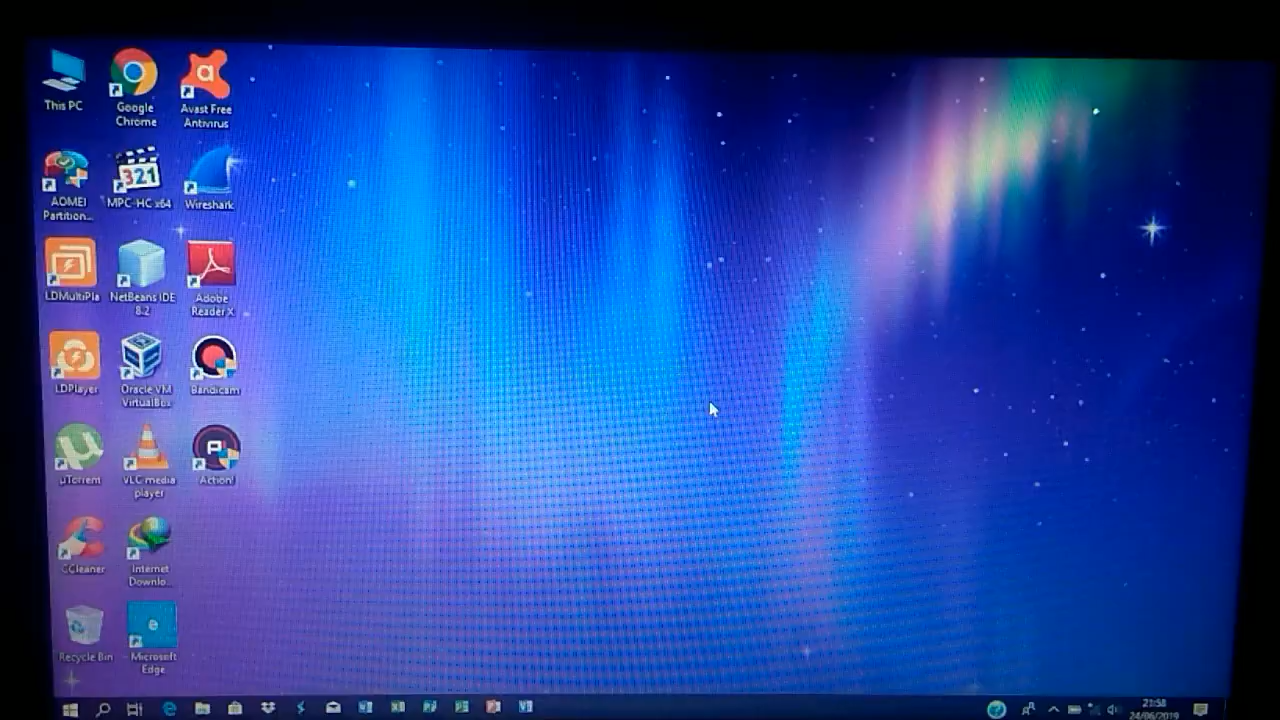 This PC
Google
Chrome
Avast Free
Antivirus
AOMEI
Partition...
MPC-HC x64
321
Wireshark
LDMultiPla
NetBeans IDE
8.2
Adobe
Reader X
LDPlayer
Oracle VM
VirtualBox
Bandicam
µTorrent
VLC media
player
Action!
CCleaner
Internet
Downlo...
Recycle Bin
Microsoft
Edge
21:58
24/06/2019